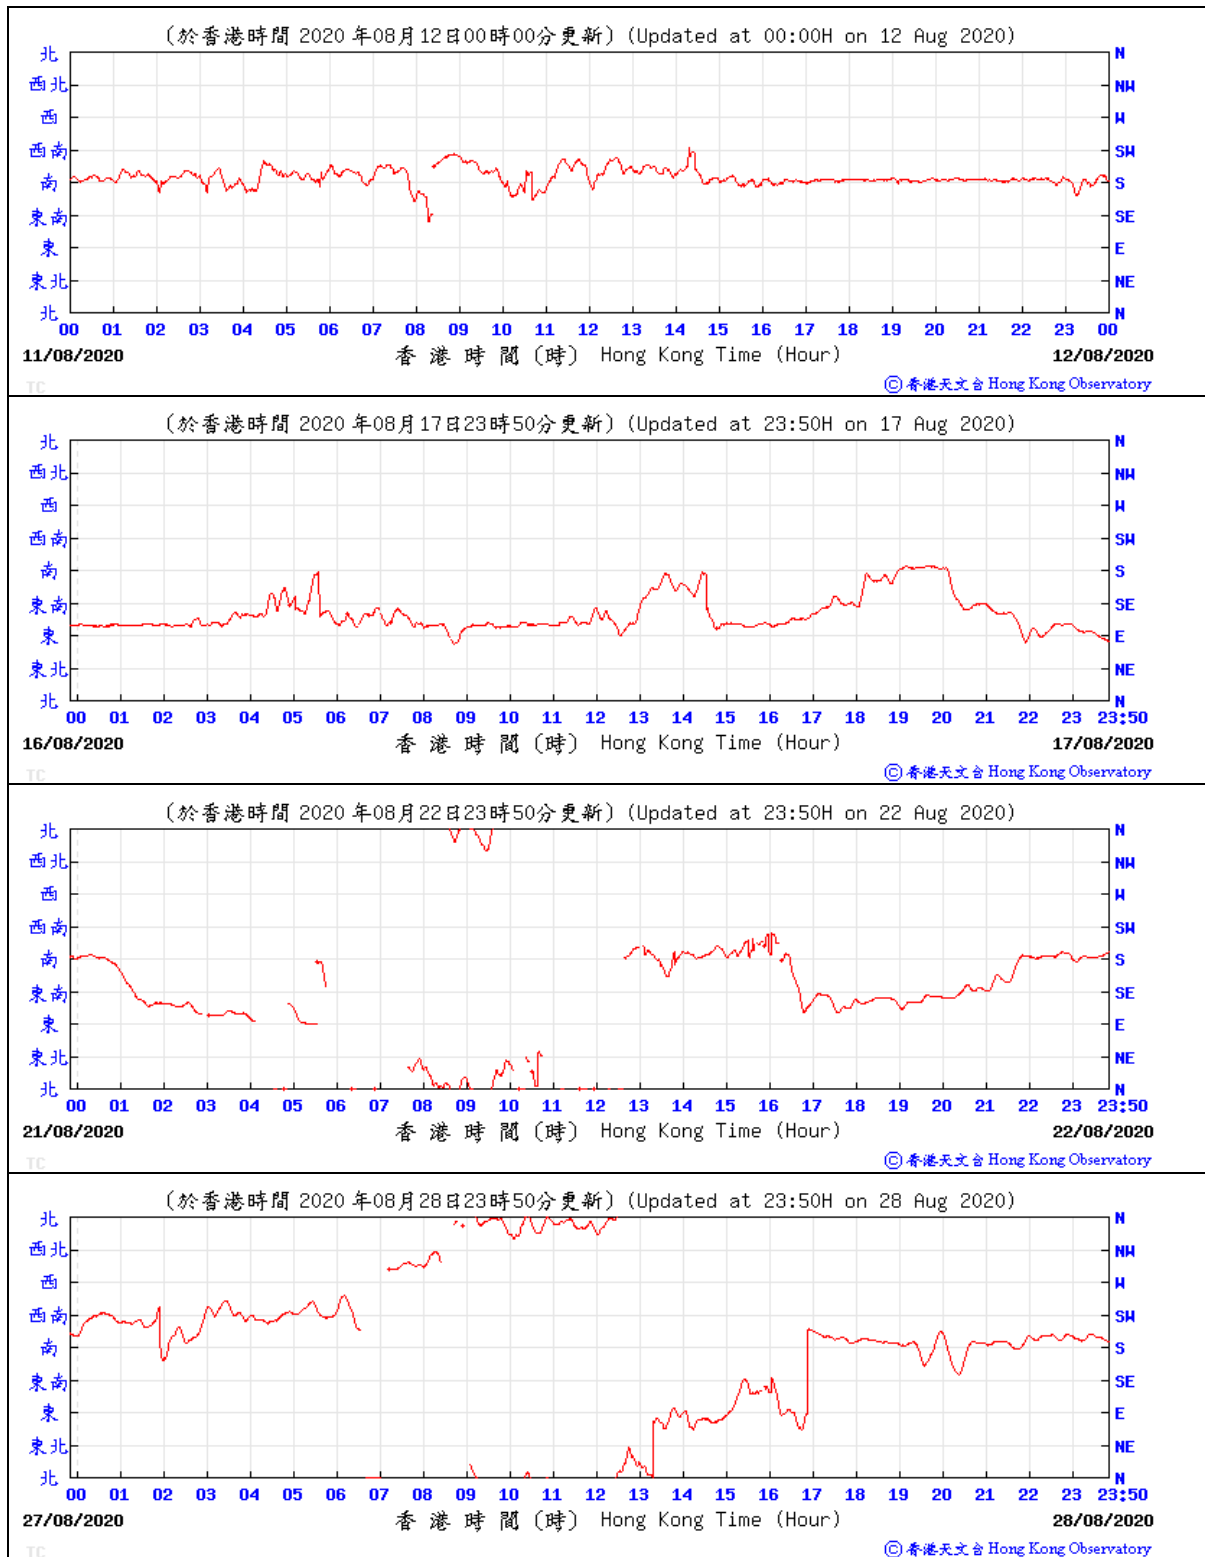 (於香港時間 2020 年08月12日00時00分更新) (Updated at 00:00H on 12 Aug 2020)
北 N
西北 NW
西 W
西南 SW
南 S
東南 SE
東 E
東北 NE
北 N
00 01 02 03 04 05 06 07 08 09 10 11 12 13 14 15 16 17 18 19 20 21 22 23 00
11/08/2020 香港時間(時) Hong Kong Time (Hour) 12/08/2020
TC © 香港天文台 Hong Kong Observatory
(於香港時間 2020 年08月17日23時50分更新) (Updated at 23:50H on 17 Aug 2020)
北 N
西北 NW
西 W
西南 SW
南 S
東南 SE
東 E
東北 NE
北 N
00 01 02 03 04 05 06 07 08 09 10 11 12 13 14 15 16 17 18 19 20 21 22 23 23:50
16/08/2020 香港時間(時) Hong Kong Time (Hour) 17/08/2020
TC © 香港天文台 Hong Kong Observatory
(於香港時間 2020 年08月22日23時50分更新) (Updated at 23:50H on 22 Aug 2020)
北 N
西北 NW
西 W
西南 SW
南 S
東南 SE
東 E
東北 NE
北 N
00 01 02 03 04 05 06 07 08 09 10 11 12 13 14 15 16 17 18 19 20 21 22 23 23:50
21/08/2020 香港時間(時) Hong Kong Time (Hour) 22/08/2020
TC © 香港天文台 Hong Kong Observatory
(於香港時間 2020 年08月28日23時50分更新) (Updated at 23:50H on 28 Aug 2020)
北 N
西北 NW
西 W
西南 SW
南 S
東南 SE
東 E
東北 NE
北 N
00 01 02 03 04 05 06 07 08 09 10 11 12 13 14 15 16 17 18 19 20 21 22 23 23:50
27/08/2020 香港時間(時) Hong Kong Time (Hour) 28/08/2020
TC © 香港天文台 Hong Kong Observatory